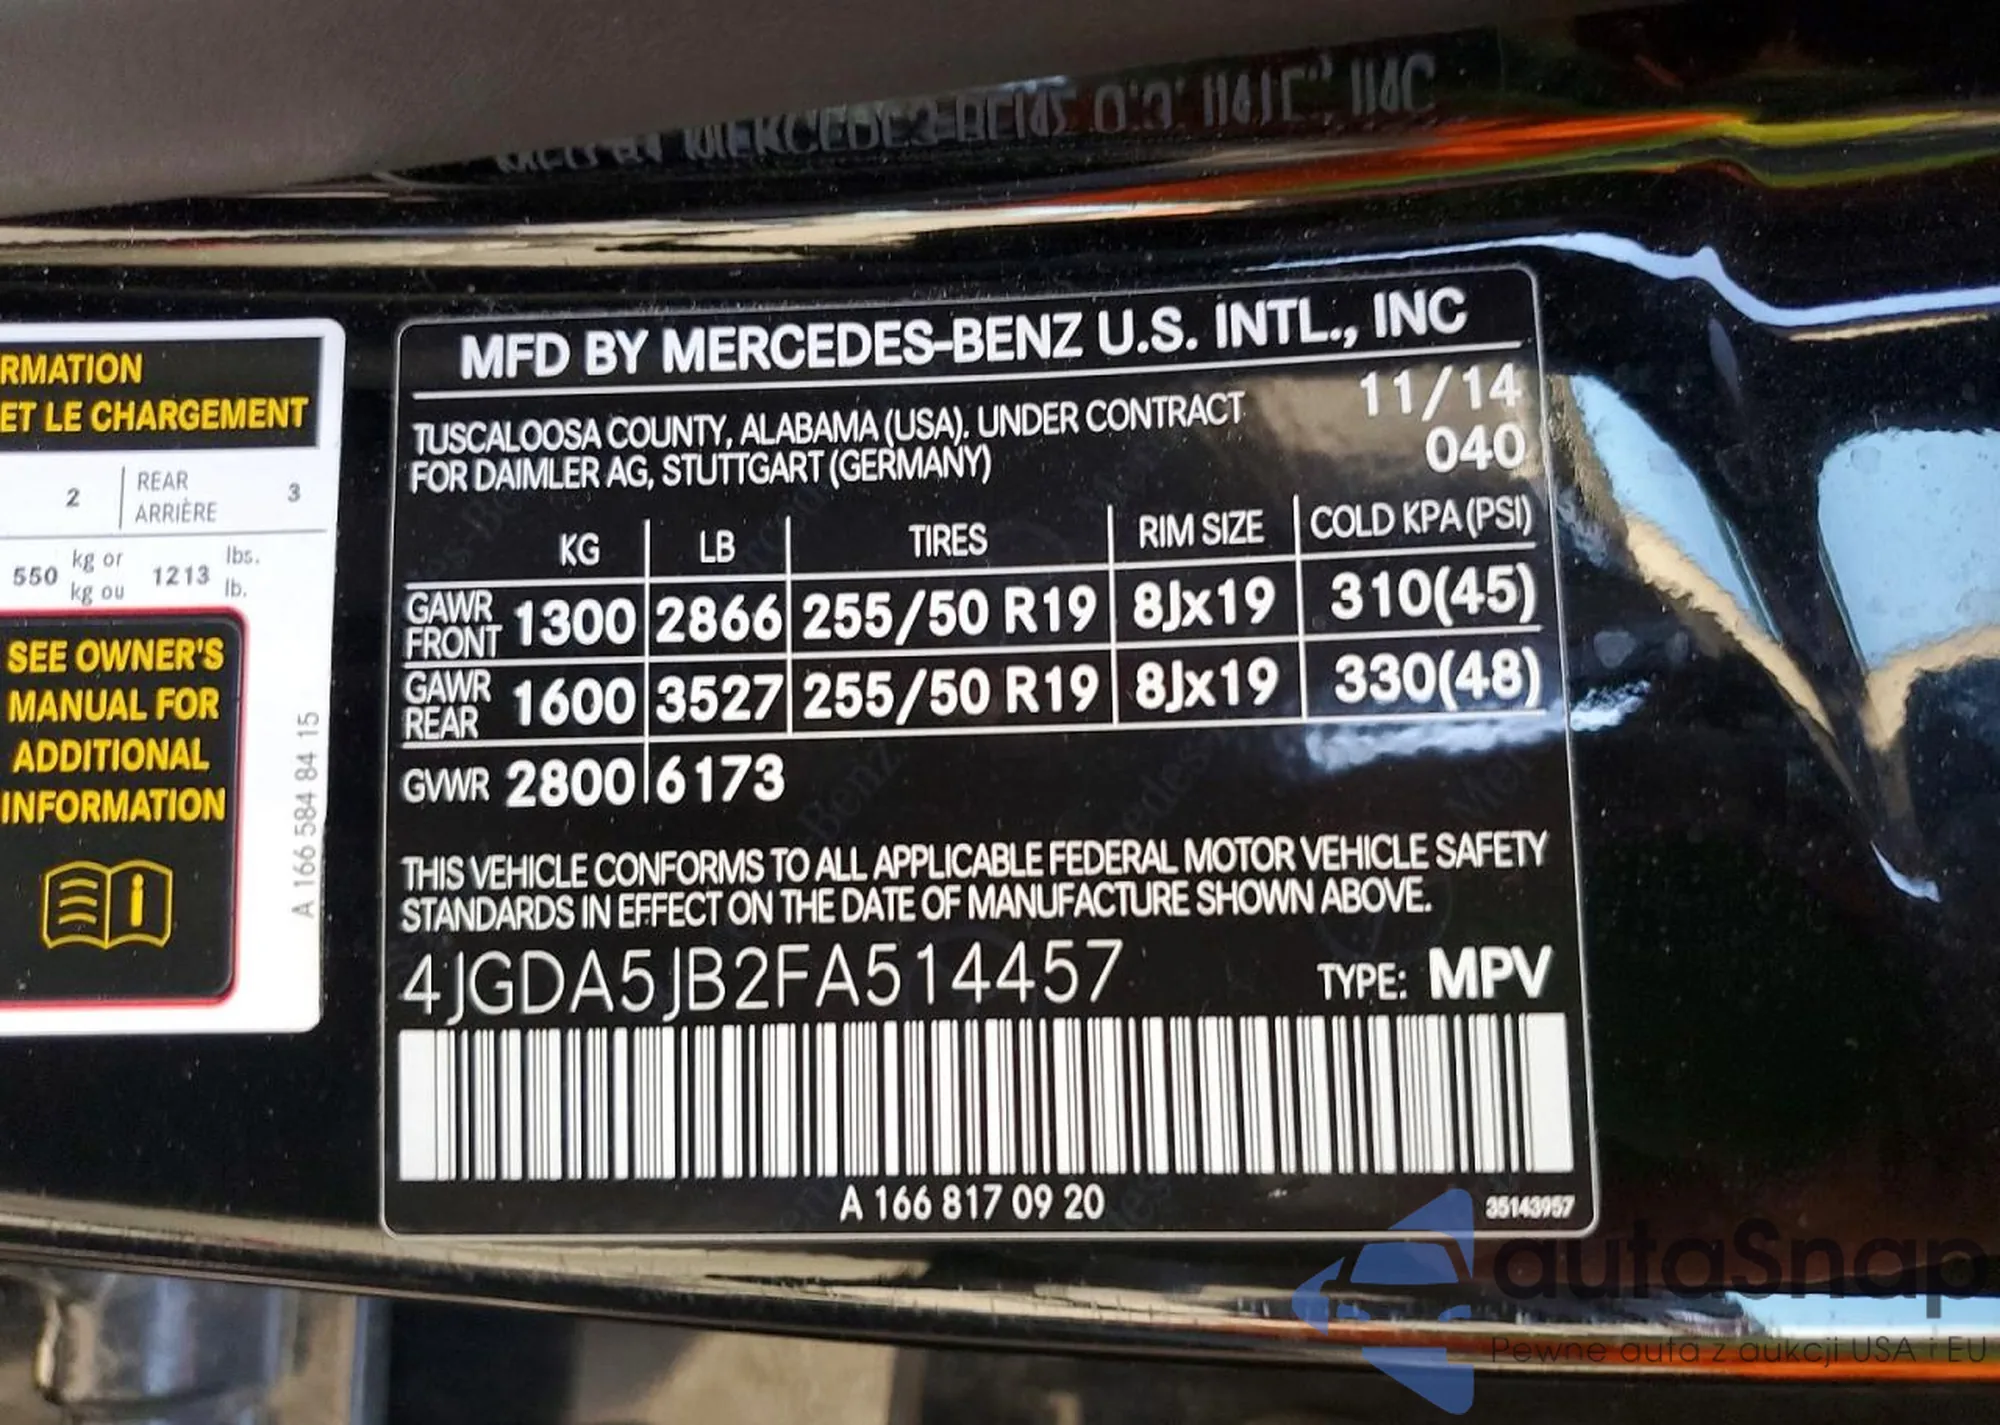 MFD BY MERCEDES-BENZ U.S. INTL., INC
TUSCALOOSA COUNTY, ALABAMA (USA). UNDER CONTRACT
FOR DAIMLER AG, STUTTGART (GERMANY)
11/14
040
KG LB TIRES RIM SIZE COLD KPA (PSI)
GAWR FRONT 1300 2866 255/50 R19 8Jx19 310(45)
GAWR REAR 1600 3527 255/50 R19 8Jx19 330(48)
GVWR 2800 6173
THIS VEHICLE CONFORMS TO ALL APPLICABLE FEDERAL MOTOR VEHICLE SAFETY
STANDARDS IN EFFECT ON THE DATE OF MANUFACTURE SHOWN ABOVE.
4JGDA5JB2FA514457 TYPE: MPV
A 166 817 09 20
35143957
RMATION
ET LE CHARGEMENT
2 REAR 3
ARRIÈRE
550 kg or 1213 lbs.
kg ou lb.
SEE OWNER'S
MANUAL FOR
ADDITIONAL
INFORMATION
A 166 584 84 15
autaSnap
Pewne auta z aukcji USA i EU